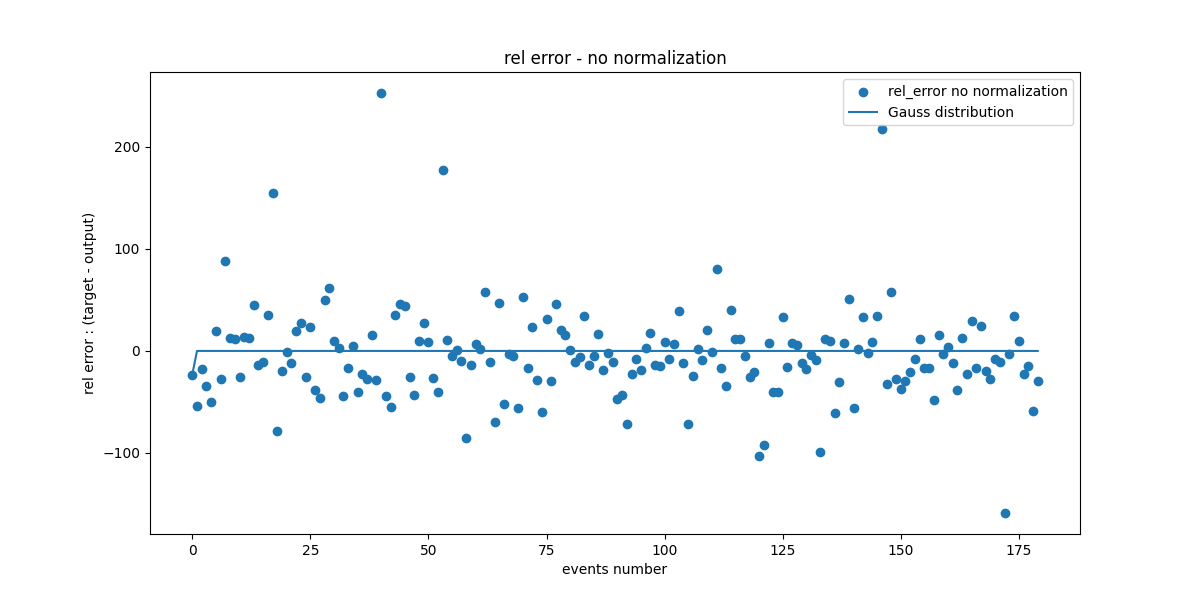 rel error - no normalization
rel_error no normalization
Gauss distribution
rel error : (target - output)
200
100
0
−100
0
25
50
75
100
125
150
175
events number